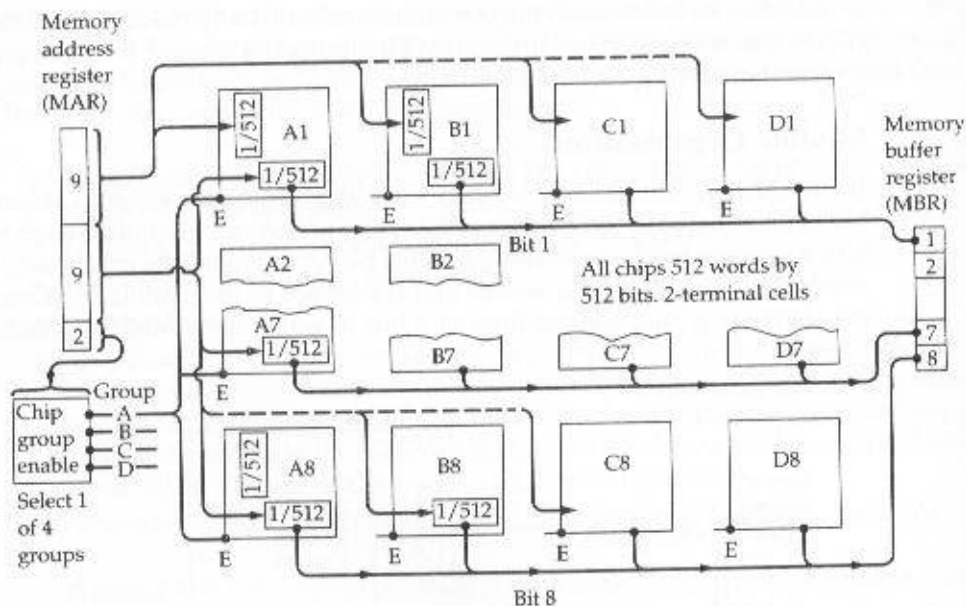 Memory
address
register
(MAR)
9
9
2
1/512
A1
1/512
E
1/512
B1
1/512
E
C1
E
D1
E
Bit 1
Memory
buffer
register
(MBR)
1
2
7
8
A2
B2
All chips 512 words by
512 bits. 2-terminal cells
A7
1/512
E
B7
C7
D7
Group
Chip
group
enable
A
B
C
D
Select 1
of 4
groups
1/512
A8
1/512
E
B8
1/512
E
C8
E
D8
E
Bit 8